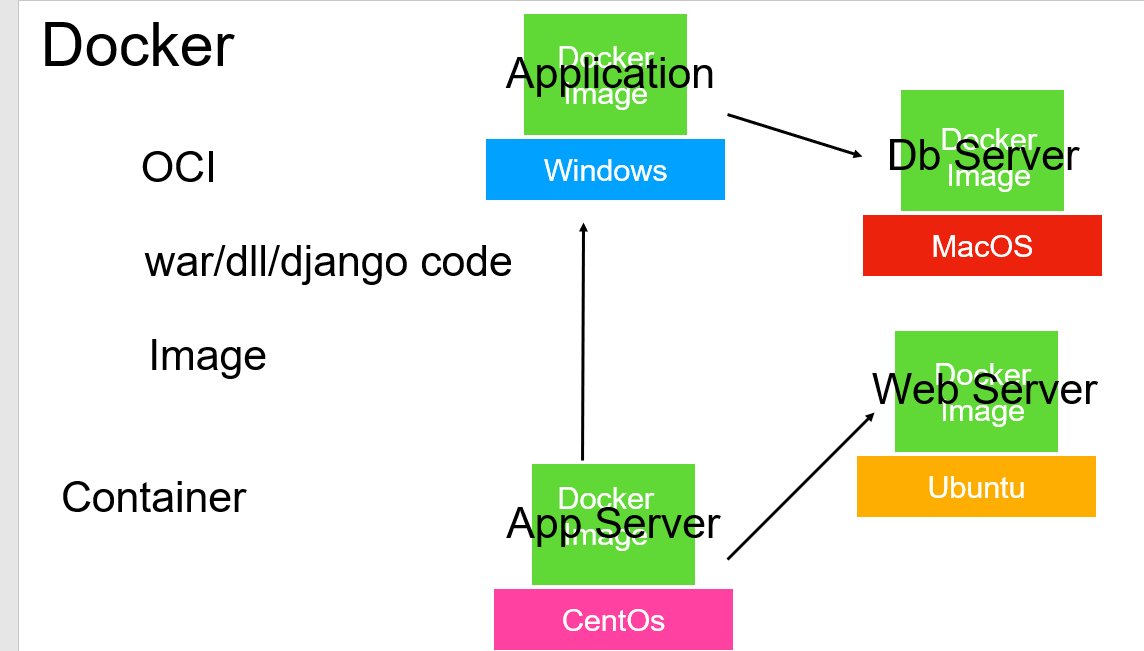 Docker
OCI
war/dll/django code
Image
Container
Docker
Image
Application
Windows
Docker
Image
Db Server
MacOS
Docker
Image
Web Server
Ubuntu
Docker
Image
App Server
CentOs